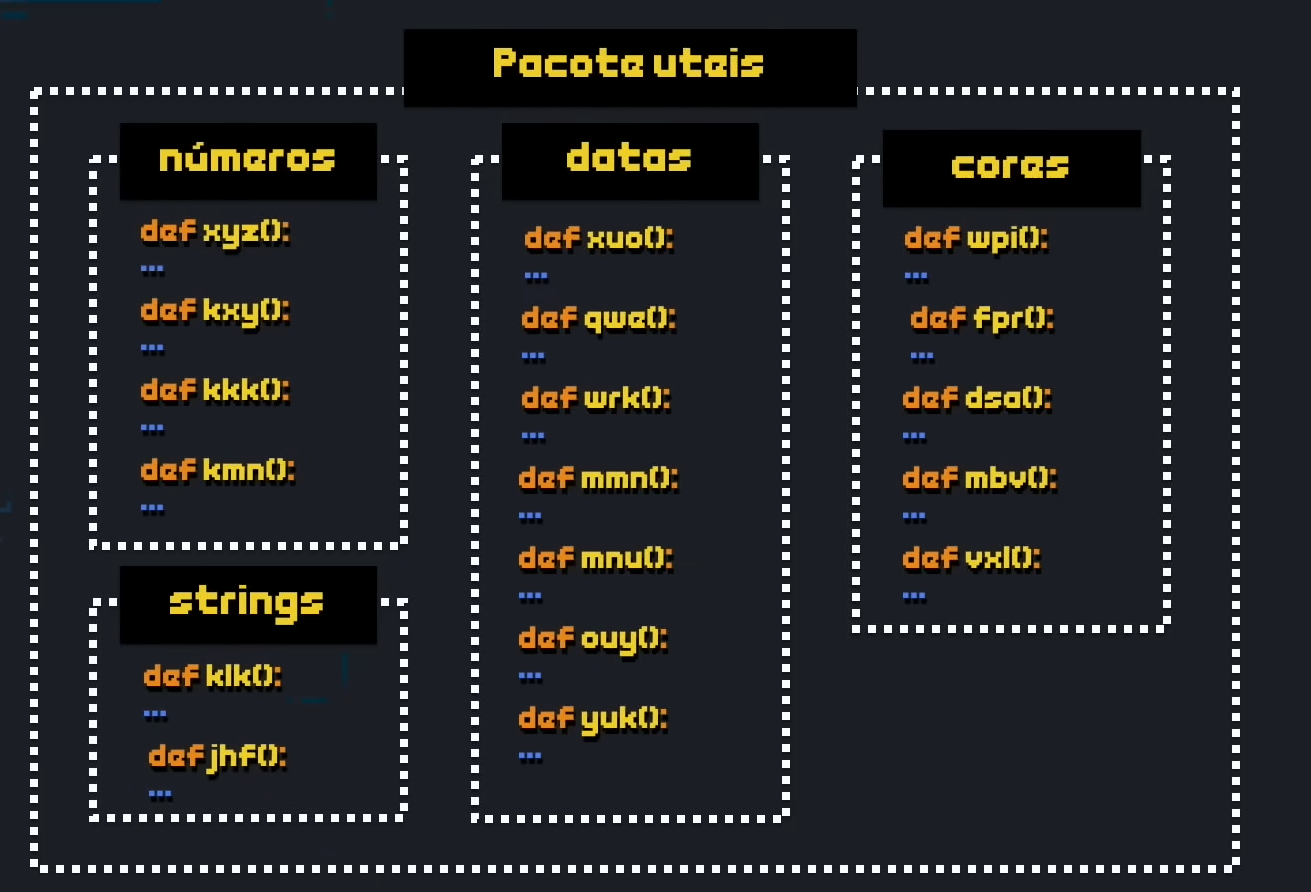 Pacote uteis
números
def xyz():
...
def kxy():
...
def kkk():
...
def kmn():
...
strings
def klk():
...
def jhf():
...
datas
def xuo():
...
def qwe():
...
def wrk():
...
def mmn():
...
def mnu():
...
def ouy():
...
def yuk():
...
cores
def wpi():
...
def fpr():
...
def dsa():
...
def mbv():
...
def vxl():
...